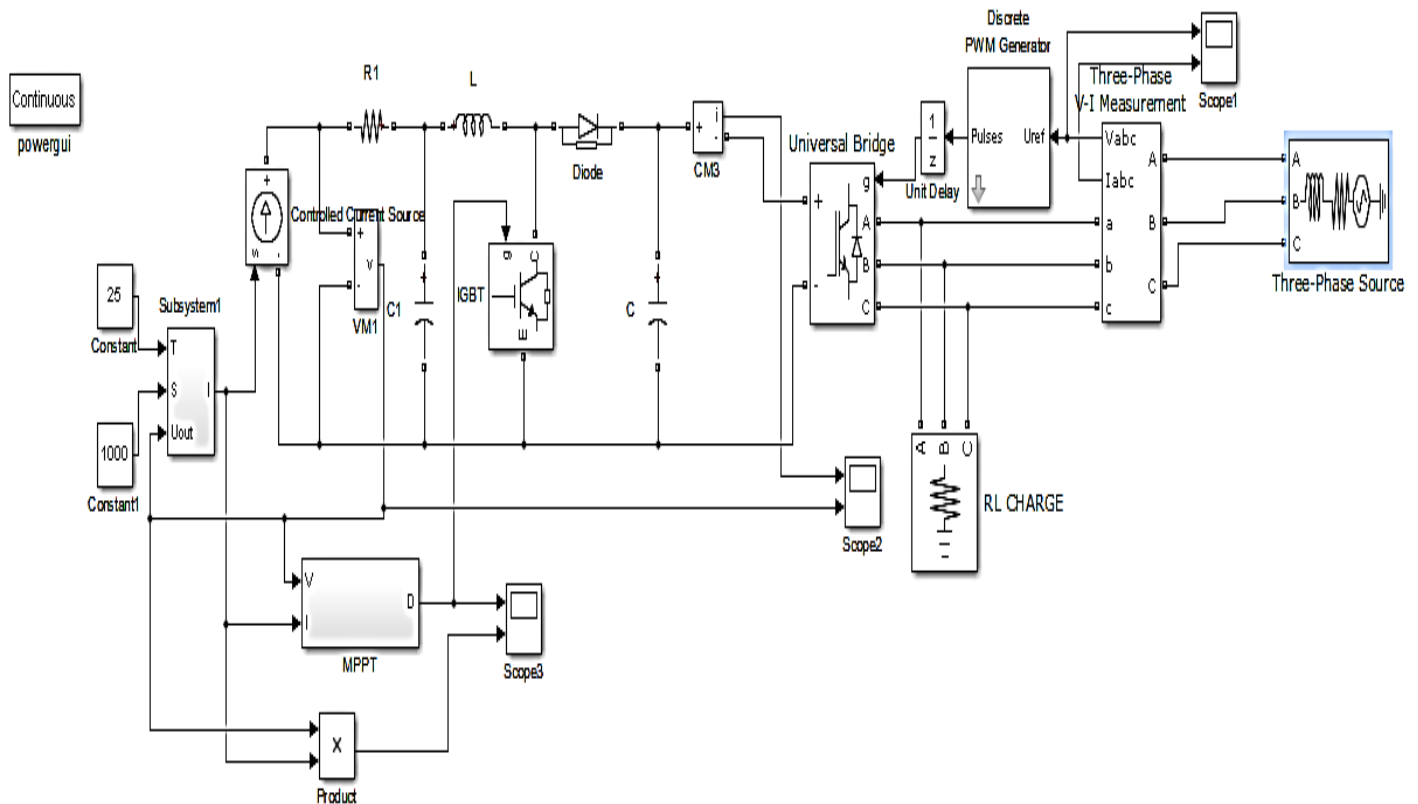 Discrete
PWM Generator
Continuous
powergui
R1
L
Diode
CM3
i
+
-
Universal Bridge
g
+
-
A
B
C
1
z
Unit Delay
Pulses
Uref
Three-Phase
V-I Measurement
Vabc
Iabc
a
b
c
A
B
C
Scope1
A
B
C
Three-Phase Source
+
s
-
Controlled Current Source
+
-
v
VM1
C1
+
IGBT
g
C
E
C
+
25
Constant
1000
Constant1
Subsystem1
T
S
Uout
I
A
B
C
RL CHARGE
Scope2
V
I
D
MPPT
Scope3
X
Product